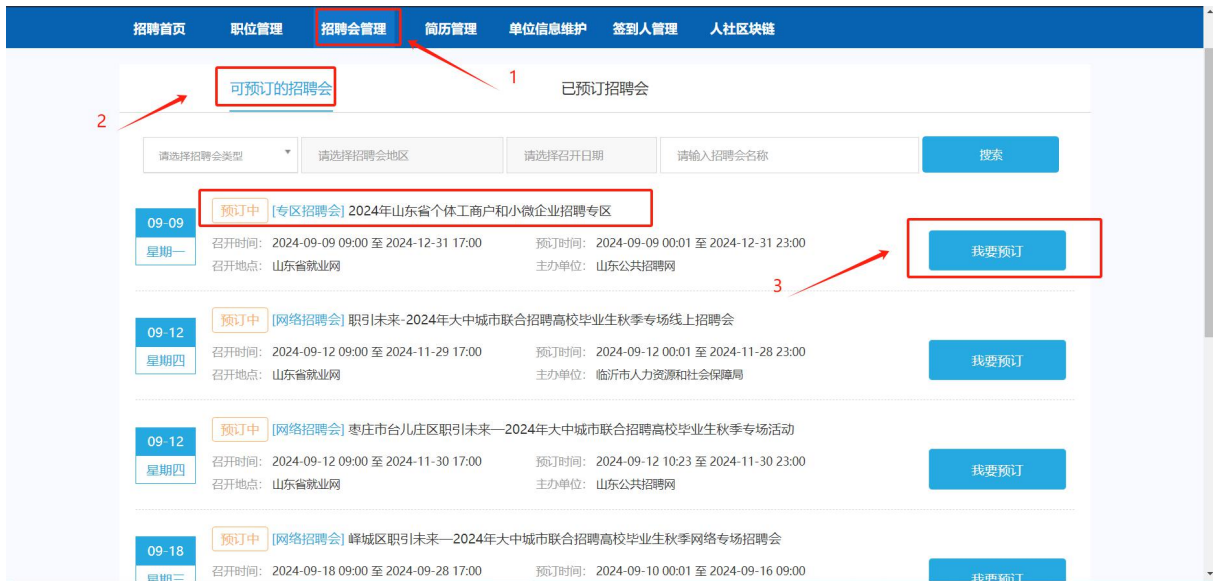 招聘首页 职位管理 招聘会管理 简历管理 单位信息维护 签到人管理 人社区块链
1
可预订的招聘会 已预订招聘会
2
请选择招聘会类型 请选择招聘会地区 请选择召开日期 请输入招聘会名称 搜索
09-09 星期一
预订中 [专区招聘会] 2024年山东省个体工商户和小微企业招聘专区
召开时间: 2024-09-09 09:00 至 2024-12-31 17:00 预订时间: 2024-09-09 00:01 至 2024-12-31 23:00
召开地点: 山东省就业网 主办单位: 山东公共招聘网
我要预订
3
09-12 星期四
预订中 [网络招聘会] 职引未来-2024年大中城市联合招聘高校毕业生秋季专场线上招聘会
召开时间: 2024-09-12 09:00 至 2024-11-29 17:00 预订时间: 2024-09-12 00:01 至 2024-11-28 23:00
召开地点: 山东省就业网 主办单位: 临沂市人力资源和社会保障局
我要预订
09-12 星期四
预订中 [网络招聘会] 枣庄市台儿庄区职引未来—2024年大中城市联合招聘高校毕业生秋季专场活动
召开时间: 2024-09-12 09:00 至 2024-11-30 17:00 预订时间: 2024-09-12 10:23 至 2024-11-30 23:00
召开地点: 山东省就业网 主办单位: 山东公共招聘网
我要预订
09-18 星期三
预订中 [网络招聘会] 峄城区职引未来—2024年大中城市联合招聘高校毕业生秋季网络专场招聘会
召开时间: 2024-09-18 09:00 至 2024-09-28 17:00 预订时间: 2024-09-10 00:01 至 2024-09-16 09:00
我要预订